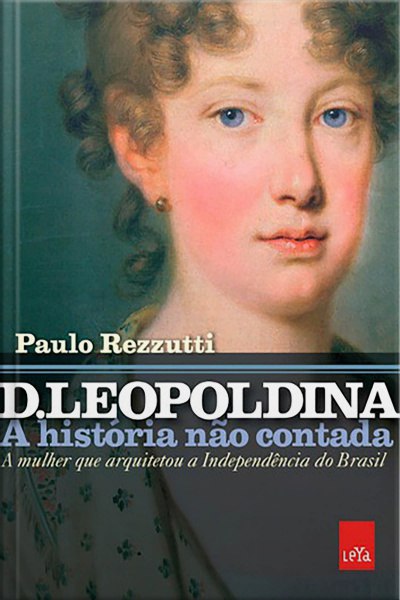 Paulo Rezzutti
D.LEOPOLDINA
A história não contada
A mulher que arquitetou a Independência do Brasil
LeYa